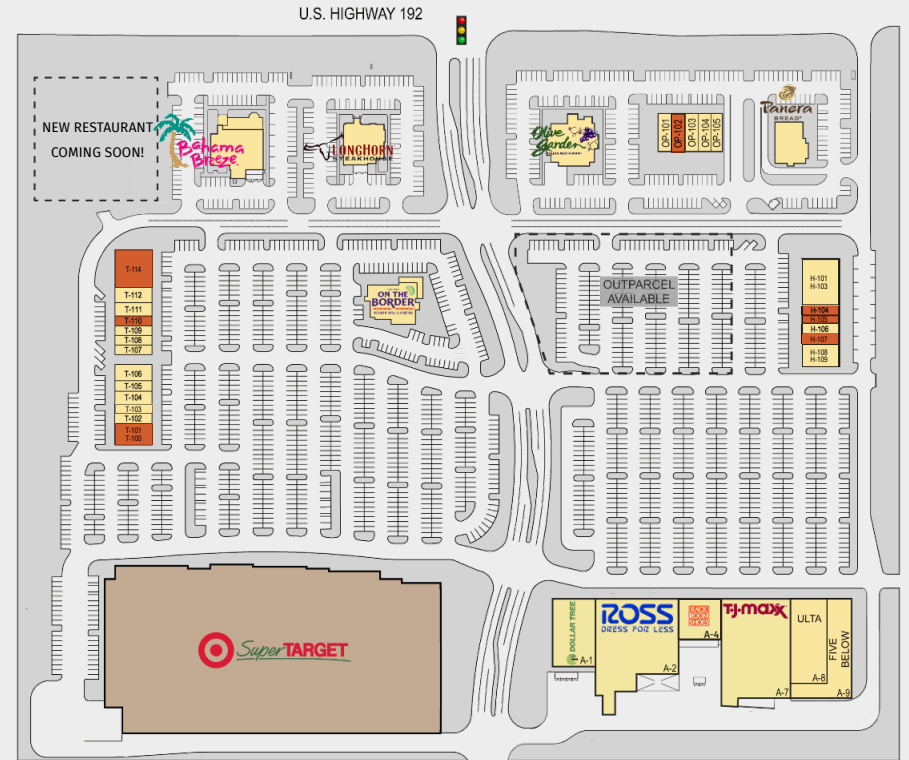 U.S. HIGHWAY 192
NEW RESTAURANT
COMING SOON!
Bahama
Breeze
LONGHORN
STEAKHOUSE
Olive
Garden
OP-101
OP-102
OP-103
OP-104
OP-105
Panera
BREAD®
T-114
T-112
T-111
T-110
T-109
T-108
T-107
T-106
T-105
T-104
T-103
T-102
T-101
T-100
ON THE
BORDER
OUTPARCEL
AVAILABLE
H-101
H-103
H-104
H-105
H-106
H-107
H-108
H-109
SuperTARGET
DOLLAR TREE
A-1
ROSS
DRESS FOR LESS
A-2
RACK
ROOM
SHOES
A-4
T.J.maxx
A-7
ULTA
A-8
FIVE
BELOW
A-9